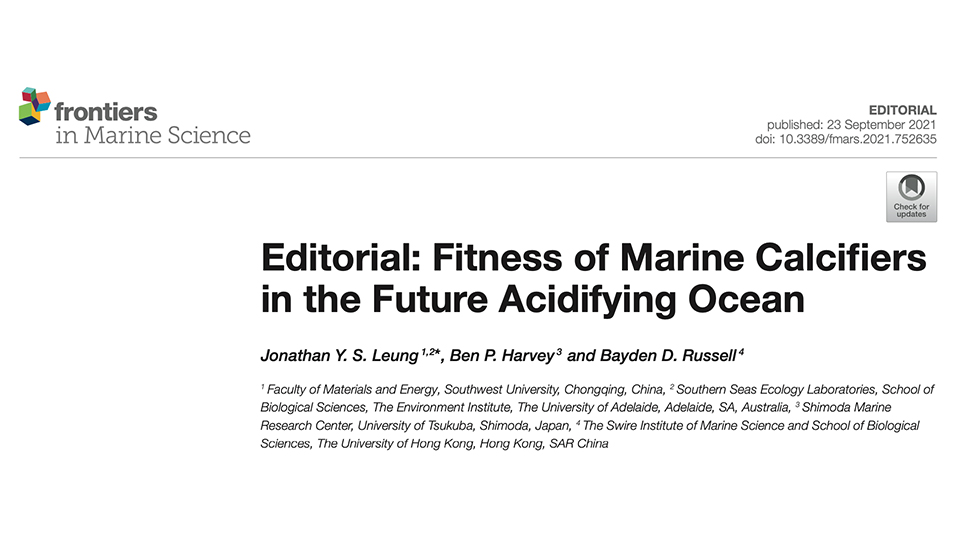 frontiers
in Marine Science
EDITORIAL
published: 23 September 2021
doi: 10.3389/fmars.2021.752635
Check for
updates
Editorial: Fitness of Marine Calcifiers
in the Future Acidifying Ocean
Jonathan Y. S. Leung 1,2*, Ben P. Harvey 3 and Bayden D. Russell 4
1 Faculty of Materials and Energy, Southwest University, Chongqing, China, 2 Southern Seas Ecology Laboratories, School of
Biological Sciences, The Environment Institute, The University of Adelaide, Adelaide, SA, Australia, 3 Shimoda Marine
Research Center, University of Tsukuba, Shimoda, Japan, 4 The Swire Institute of Marine Science and School of Biological
Sciences, The University of Hong Kong, Hong Kong, SAR China